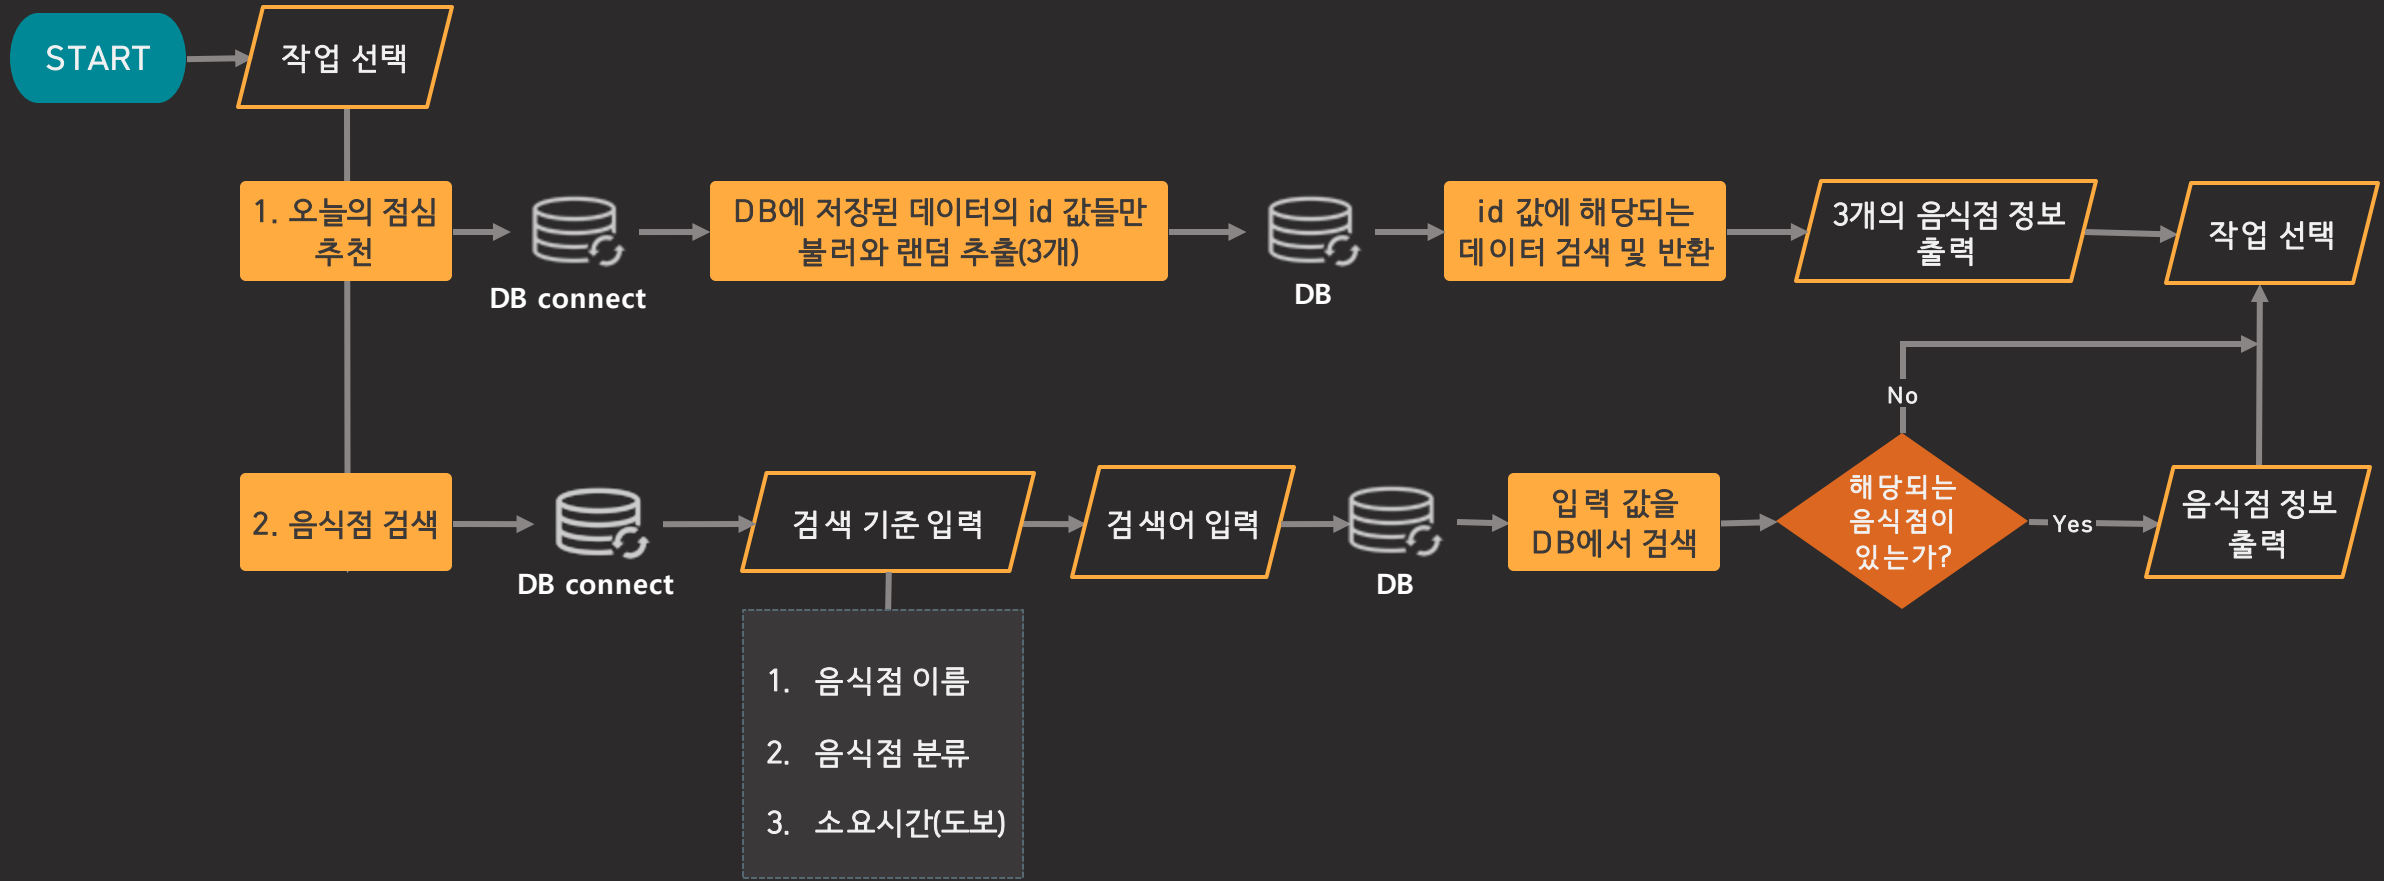 START
작업 선택
1. 오늘의 점심
추천
DB connect
DB에 저장된 데이터의 id 값들만
불러와 랜덤 추출(3개)
DB
id 값에 해당되는
데이터 검색 및 반환
3개의 음식점 정보
출력
작업 선택
2. 음식점 검색
DB connect
검색 기준 입력
1. 음식점 이름
2. 음식점 분류
3. 소요시간(도보)
검색어 입력
DB
입력 값을
DB에서 검색
해당되는
음식점이
있는가?
No
Yes
음식점 정보
출력